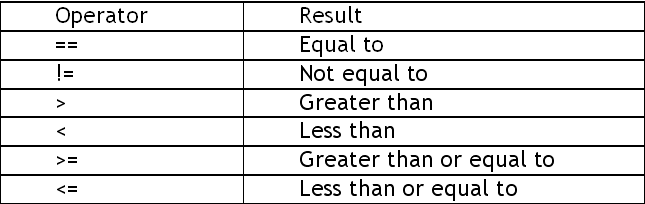 Operator Result
== Equal to
!= Not equal to
> Greater than
< Less than
>= Greater than or equal to
<= Less than or equal to